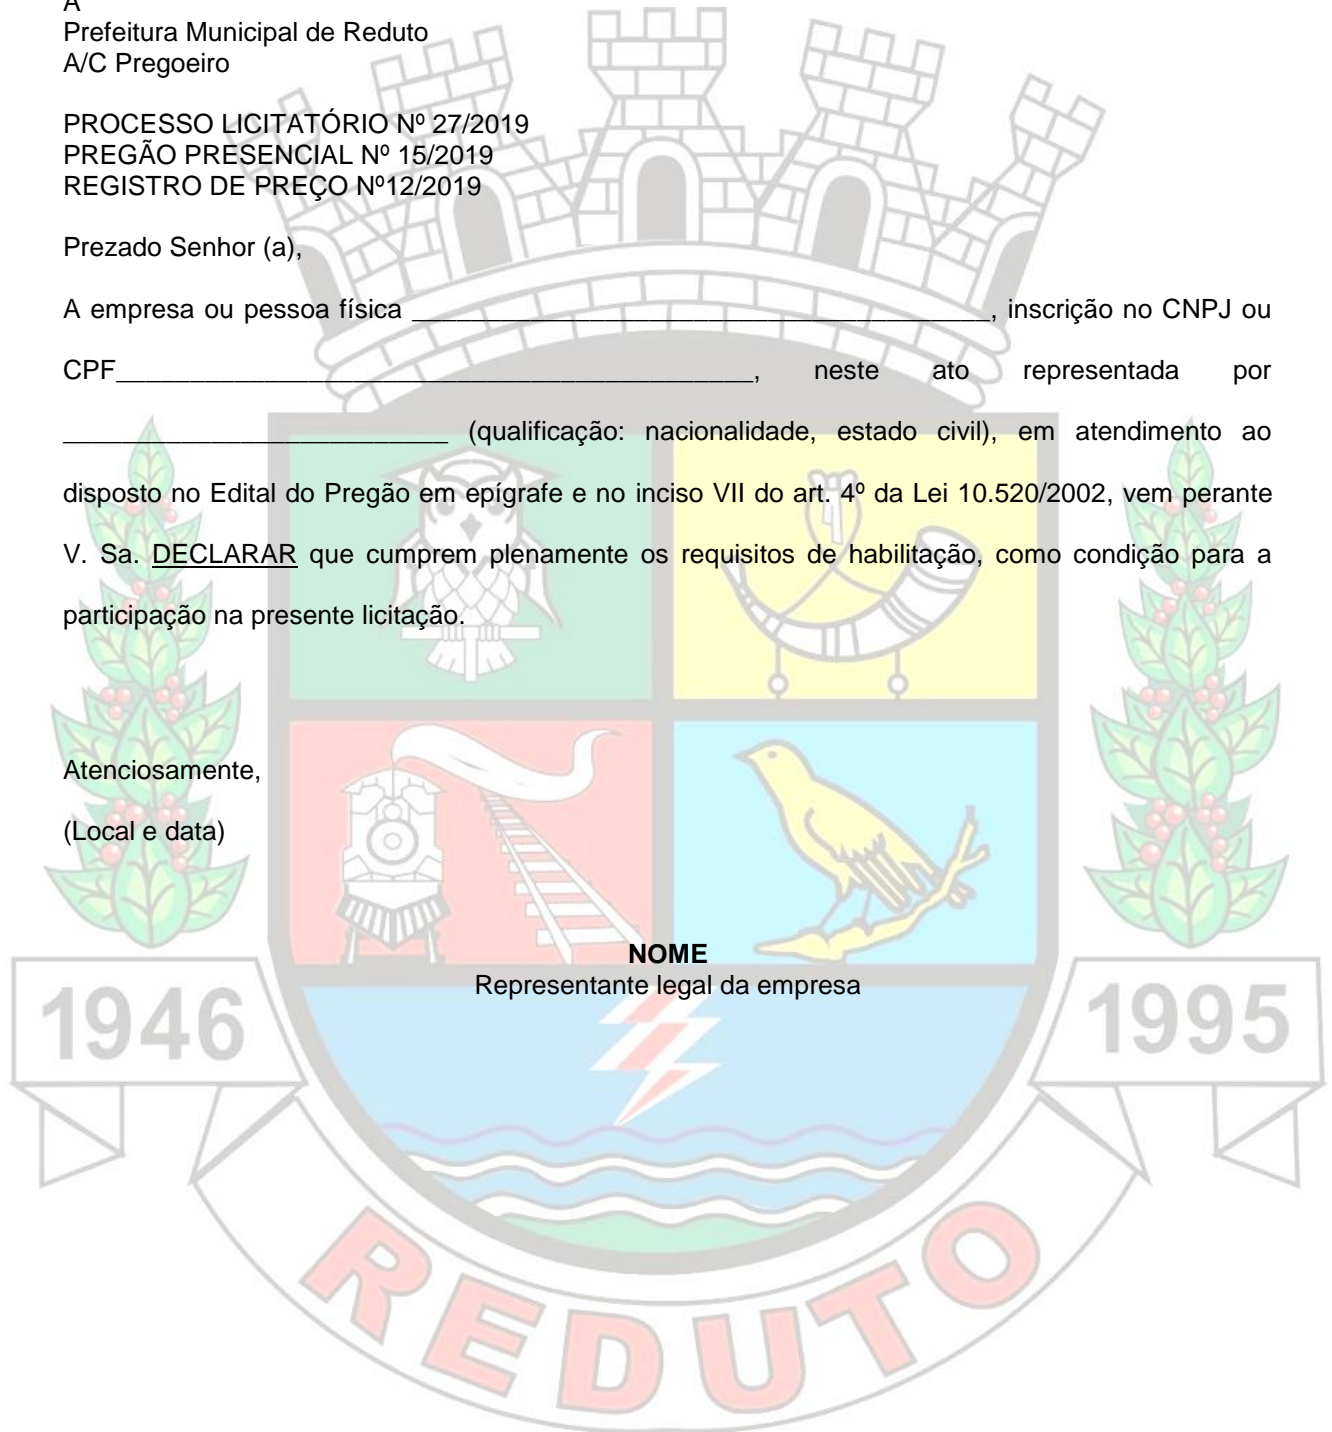 A
Prefeitura Municipal de Reduto
A/C Pregoeiro
PROCESSO LICITATÓRIO Nº 27/2019
PREGÃO PRESENCIAL Nº 15/2019
REGISTRO DE PREÇO Nº12/2019
Prezado Senhor (a),
A empresa ou pessoa física _______________________________________, inscrição no CNPJ ou
CPF___________________________________________, neste ato representada por
__________________________ (qualificação: nacionalidade, estado civil), em atendimento ao
disposto no Edital do Pregão em epígrafe e no inciso VII do art. 4º da Lei 10.520/2002, vem perante
V. Sa. DECLARAR que cumprem plenamente os requisitos de habilitação, como condição para a
participação na presente licitação.
Atenciosamente,
(Local e data)
NOME
Representante legal da empresa
1946
1995
REDUTO